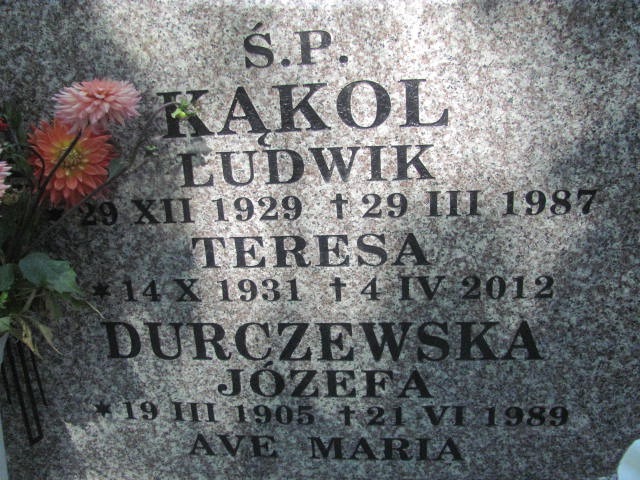 Ś.P.
KĄKOL
LUDWIK
29 XII 1929 † 29 III 1987
TERESA
* 14 X 1931 † 4 IV 2012
DURCZEWSKA
JÓZEFA
* 19 III 1905 † 21 VI 1989
AVE MARIA